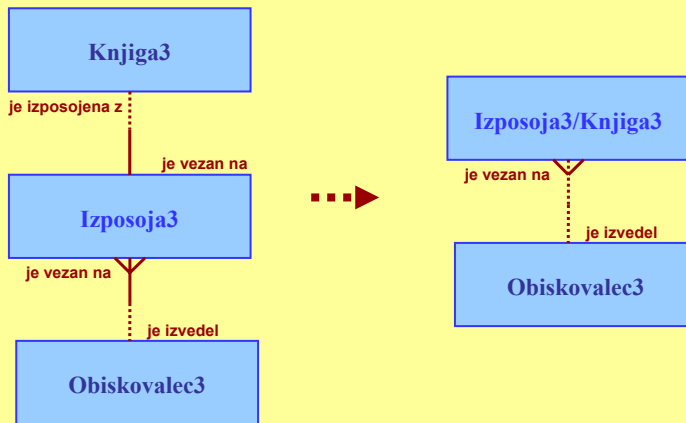 Knjiga3
je izposojena z
je vezan na
Izposoja3
je vezan na
je izvedel
Obiskovalec3
Izposoja3/Knjiga3
je vezan na
je izvedel
Obiskovalec3